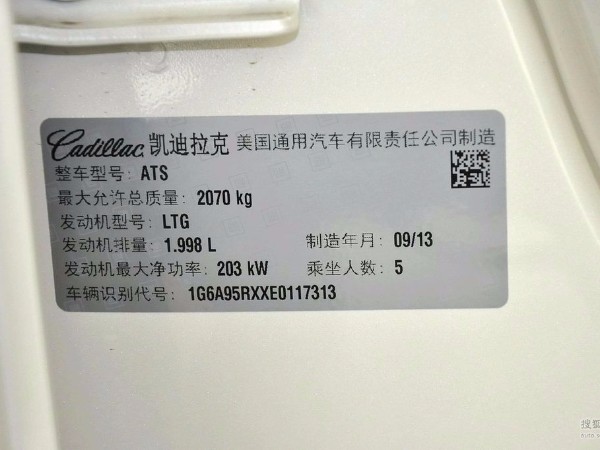 Cadillac 凯迪拉克 美国通用汽车有限责任公司制造
整车型号: ATS
最大允许总质量: 2070 kg
发动机型号: LTG
发动机排量: 1.998 L 制造年月: 09/13
发动机最大净功率: 203 kW 乘坐人数: 5
车辆识别代号: 1G6A95RXXE0117313
搜狐